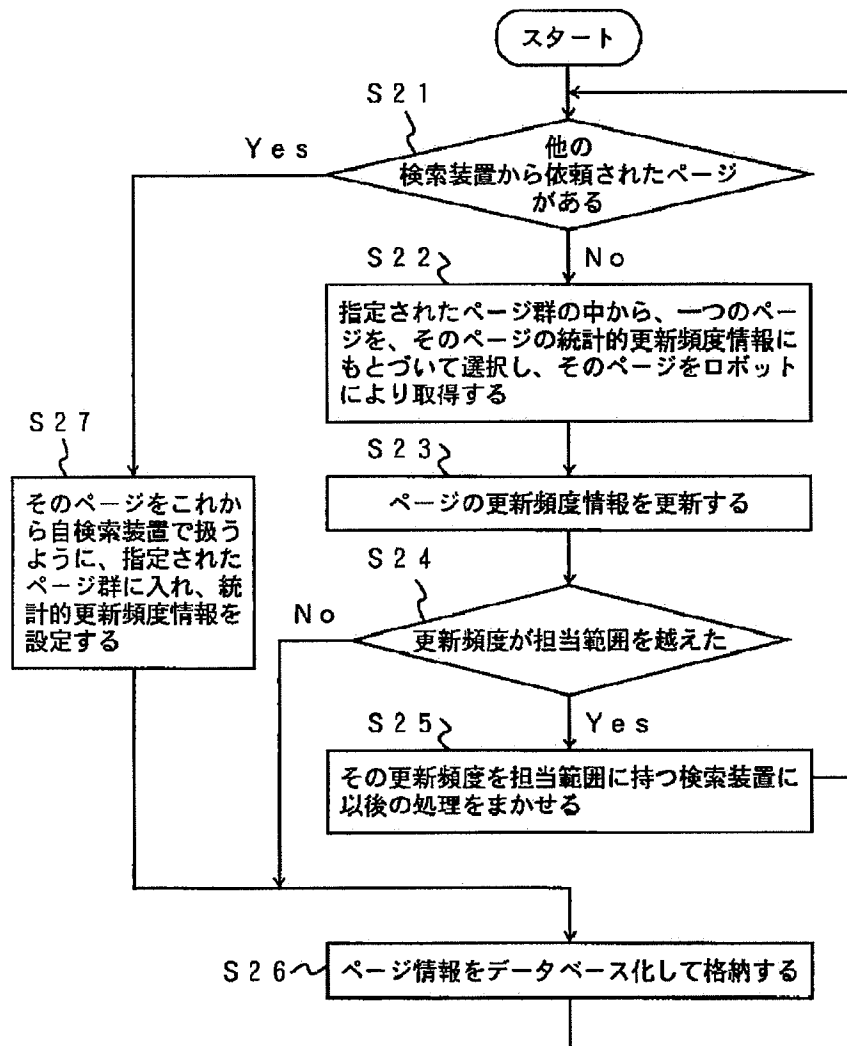 スタート
S21
Yes
他の
検索装置から依頼されたページ
がある
S22
No
指定されたページ群の中から、一つのペー
ジを、そのページの統計的更新頻度情報に
もとづいて選択し、そのページをロボット
により取得する
S27
S23
そのページをこれか
ら自検索装置で扱う
ように、指定された
ページ群に入れ、統
計的更新頻度情報を
設定する
ページの更新頻度情報を更新する
S24
No
更新頻度が担当範囲を越えた
S25
Yes
その更新頻度を担当範囲に持つ検索装置に
以後の処理をまかせる
S26
ページ情報をデータベース化して格納する